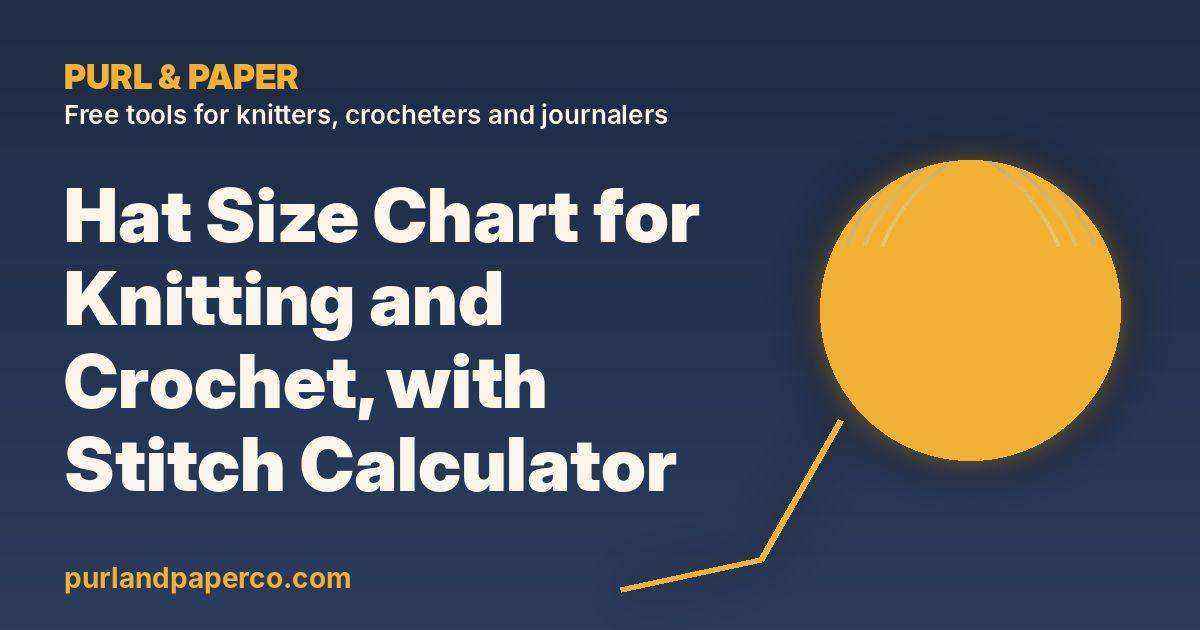 PURL & PAPER
Free tools for knitters, crocheters and journalers
Hat Size Chart for
Knitting and
Crochet, with
Stitch Calculator
purlandpaperco.com